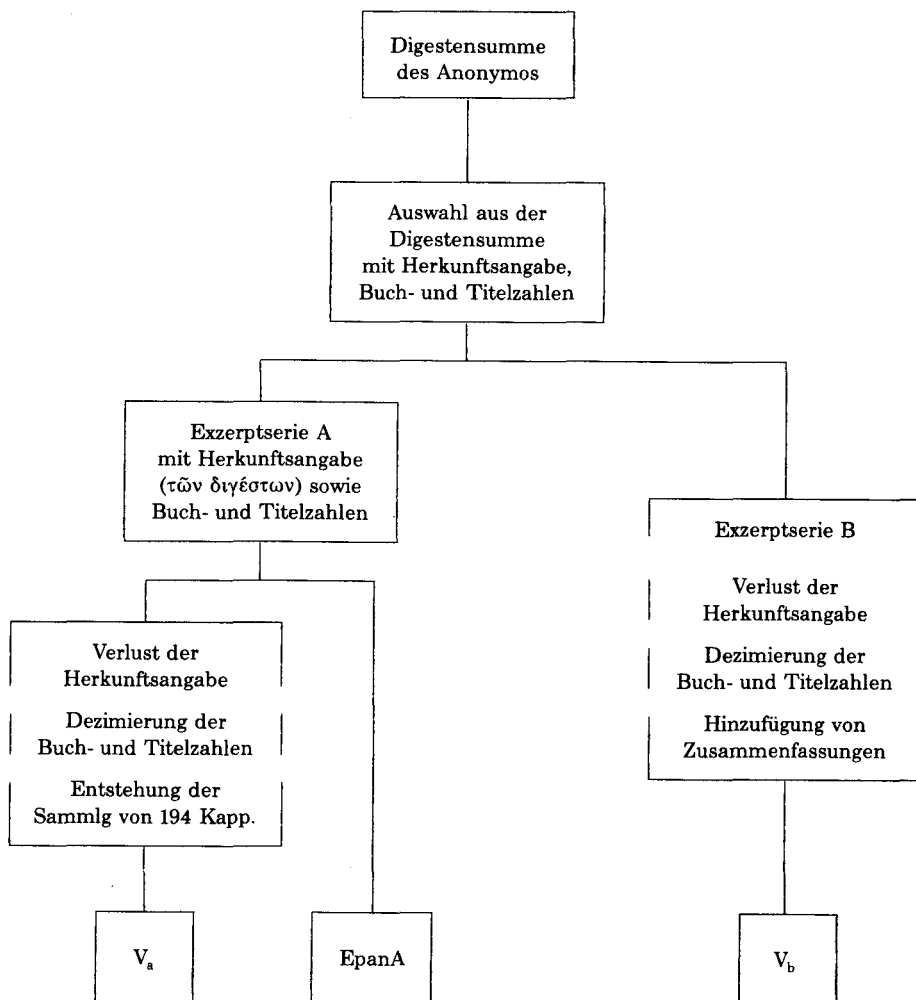 Digestensumme
des Anonymos
Auswahl aus der
Digestensumme
mit Herkunftsangabe,
Buch- und Titelzahlen
Exzerptserie A
mit Herkunftsangabe
(τῶν διγέστων) sowie
Buch- und Titelzahlen
Verlust der
Herkunftsangabe
Dezimierung der
Buch- und Titelzahlen
Entstehung der
Sammlg von 194 Kapp.
Exzerptserie B
Verlust der
Herkunftsangabe
Dezimierung der
Buch- und Titelzahlen
Hinzufügung von
Zusammenfassungen
Va
EpanA
Vb